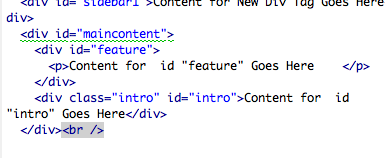 <div id="sidebar1">Content for New Div Tag Goes Here
div>
<div id="maincontent">
<div id="feature">
<p>Content for  id "feature" Goes Here    </p>
</div>
<div class="intro" id="intro">Content for  id
"intro" Goes Here</div>
</div><br />